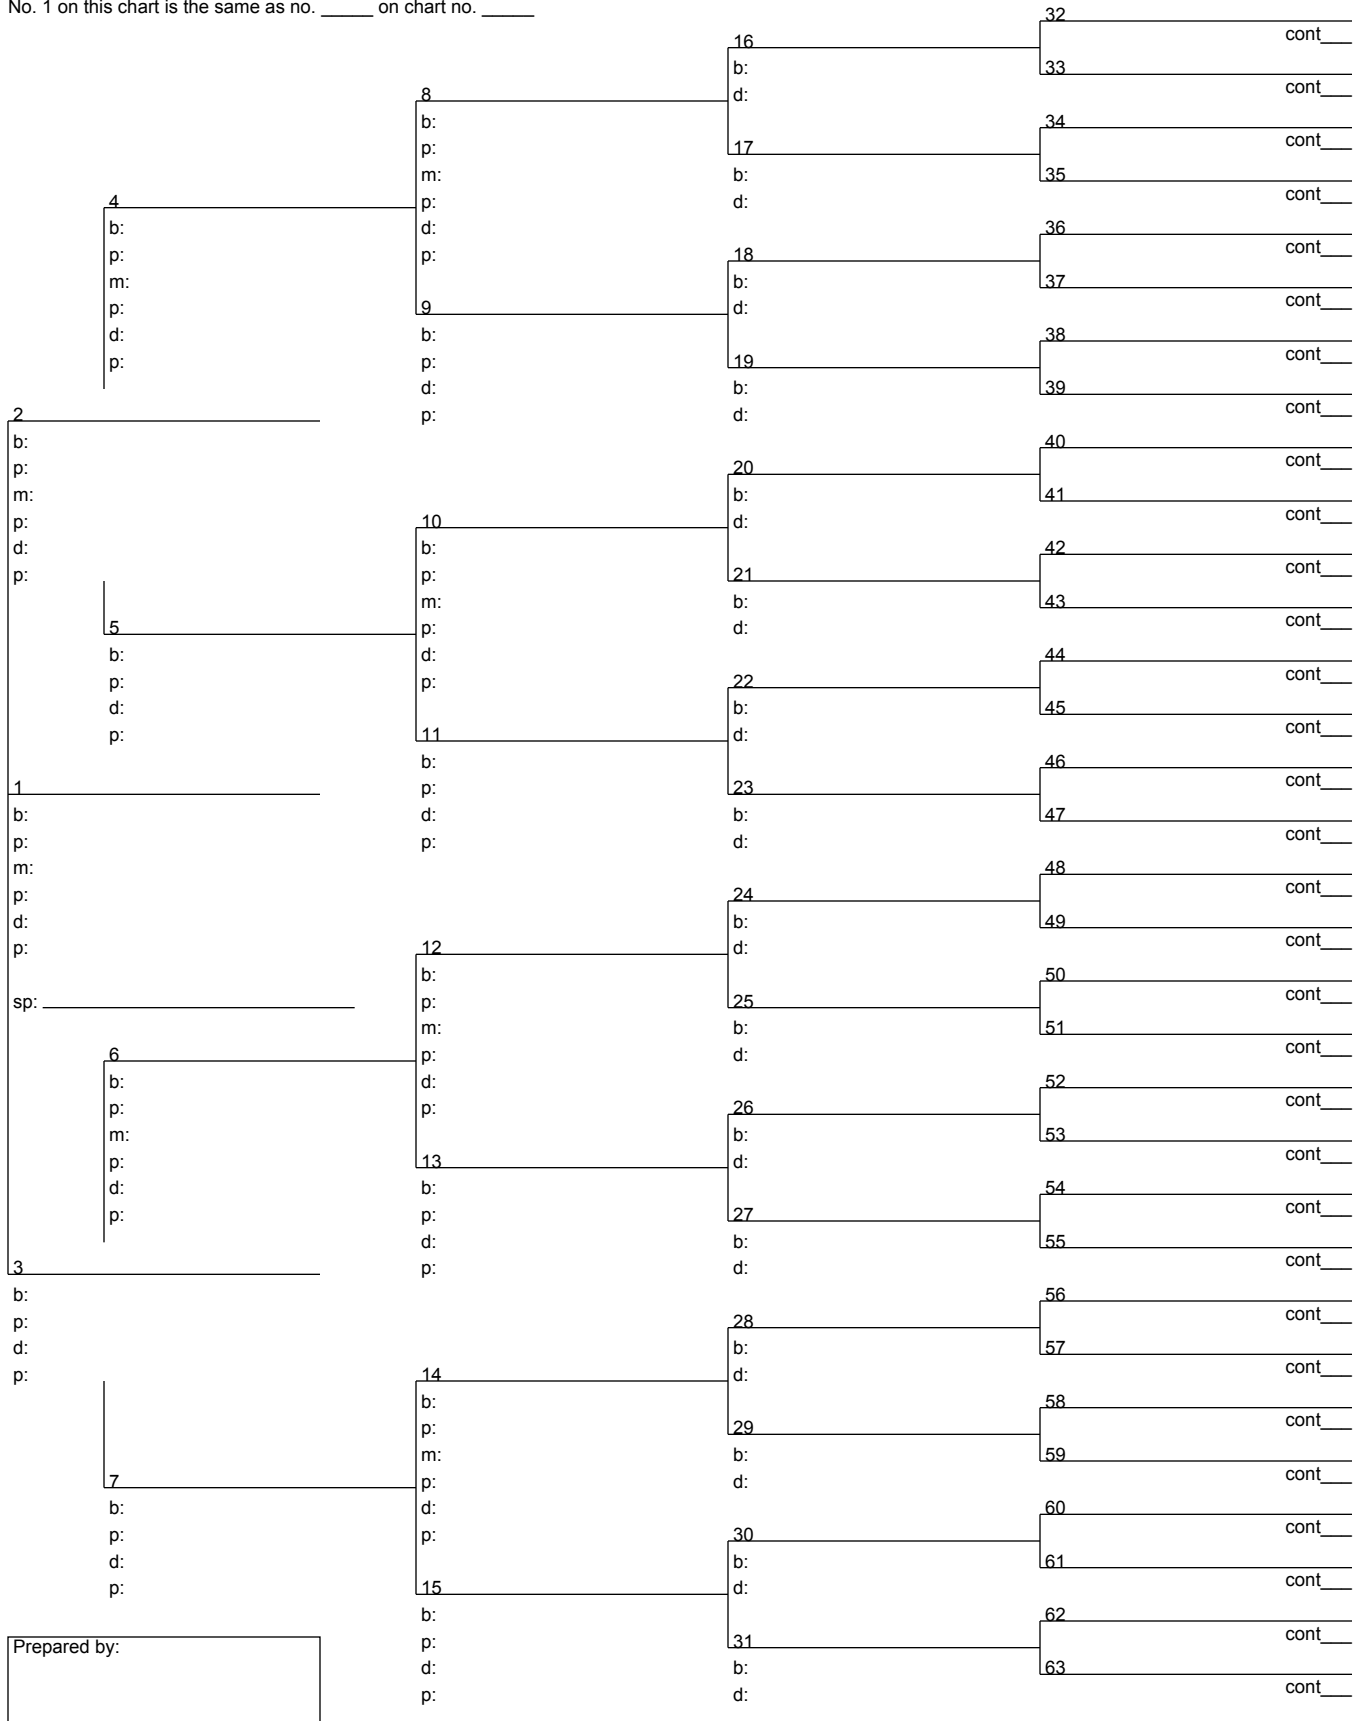 No. 1 on this chart is the same as no. _____ on chart no. _____
2
b:
p:
m:
p:
d:
p:
1
b:
p:
m:
p:
d:
p:
sp:
3
b:
p:
d:
p:
Prepared by:
4
b:
p:
m:
p:
d:
p:
5
b:
p:
d:
p:
6
b:
p:
m:
p:
d:
p:
7
b:
p:
d:
p:
8
b:
p:
m:
p:
d:
p:
9
b:
p:
d:
p:
10
b:
p:
m:
p:
d:
p:
11
b:
p:
d:
p:
12
b:
p:
m:
p:
d:
p:
13
b:
p:
d:
p:
14
b:
p:
m:
p:
d:
p:
15
b:
p:
d:
p:
16
b:
d:
17
b:
d:
18
b:
d:
19
b:
d:
20
b:
d:
21
b:
d:
22
b:
d:
23
b:
d:
24
b:
d:
25
b:
d:
26
b:
d:
27
b:
d:
28
b:
d:
29
b:
d:
30
b:
d:
31
b:
d:
32
cont___
33
cont___
34
cont___
35
cont___
36
cont___
37
cont___
38
cont___
39
cont___
40
cont___
41
cont___
42
cont___
43
cont___
44
cont___
45
cont___
46
cont___
47
cont___
48
cont___
49
cont___
50
cont___
51
cont___
52
cont___
53
cont___
54
cont___
55
cont___
56
cont___
57
cont___
58
cont___
59
cont___
60
cont___
61
cont___
62
cont___
63
cont___